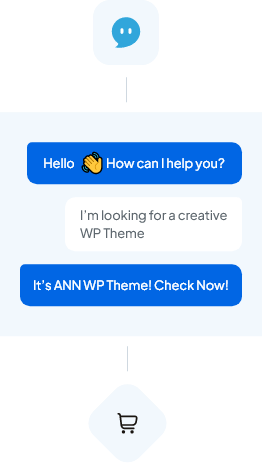 Hello 👋 How can I help you?
I'm looking for a creative
WP Theme
It's ANN WP Theme! Check Now!